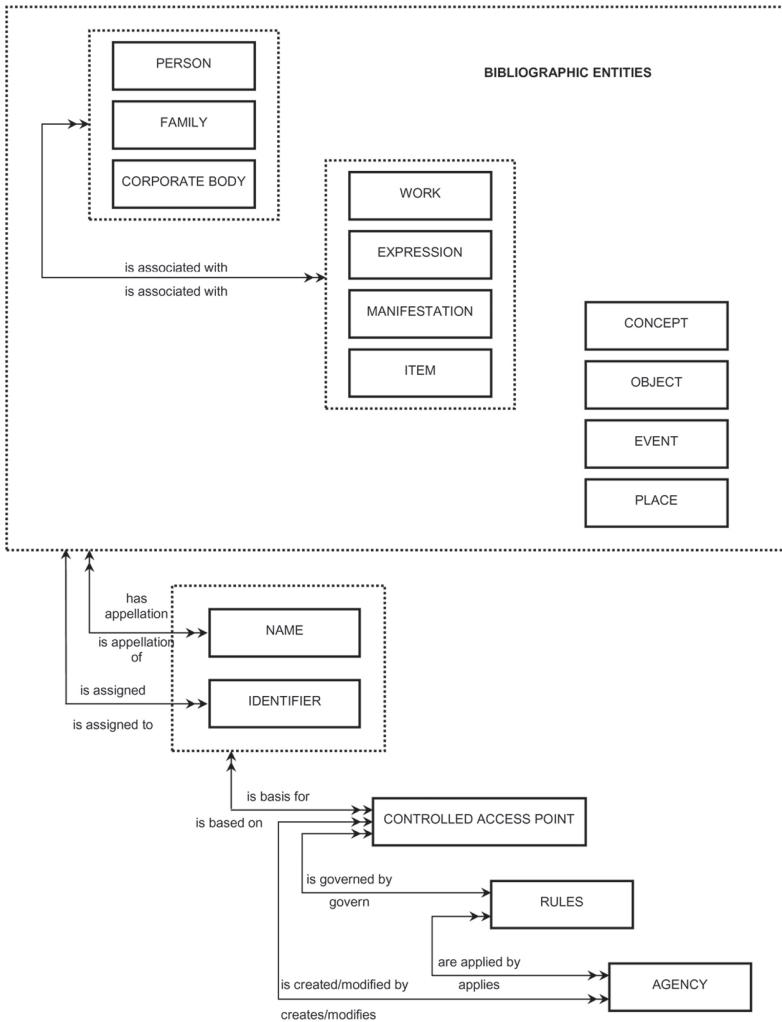 BIBLIOGRAPHIC ENTITIES
PERSON
FAMILY
CORPORATE BODY
WORK
EXPRESSION
MANIFESTATION
ITEM
is associated with
is associated with
CONCEPT
OBJECT
EVENT
PLACE
has
appellation
is appellation
of
NAME
is assigned
is assigned to
IDENTIFIER
is basis for
is based on
CONTROLLED ACCESS POINT
is governed by
govern
RULES
are applied by
applies
is created/modified by
creates/modifies
AGENCY